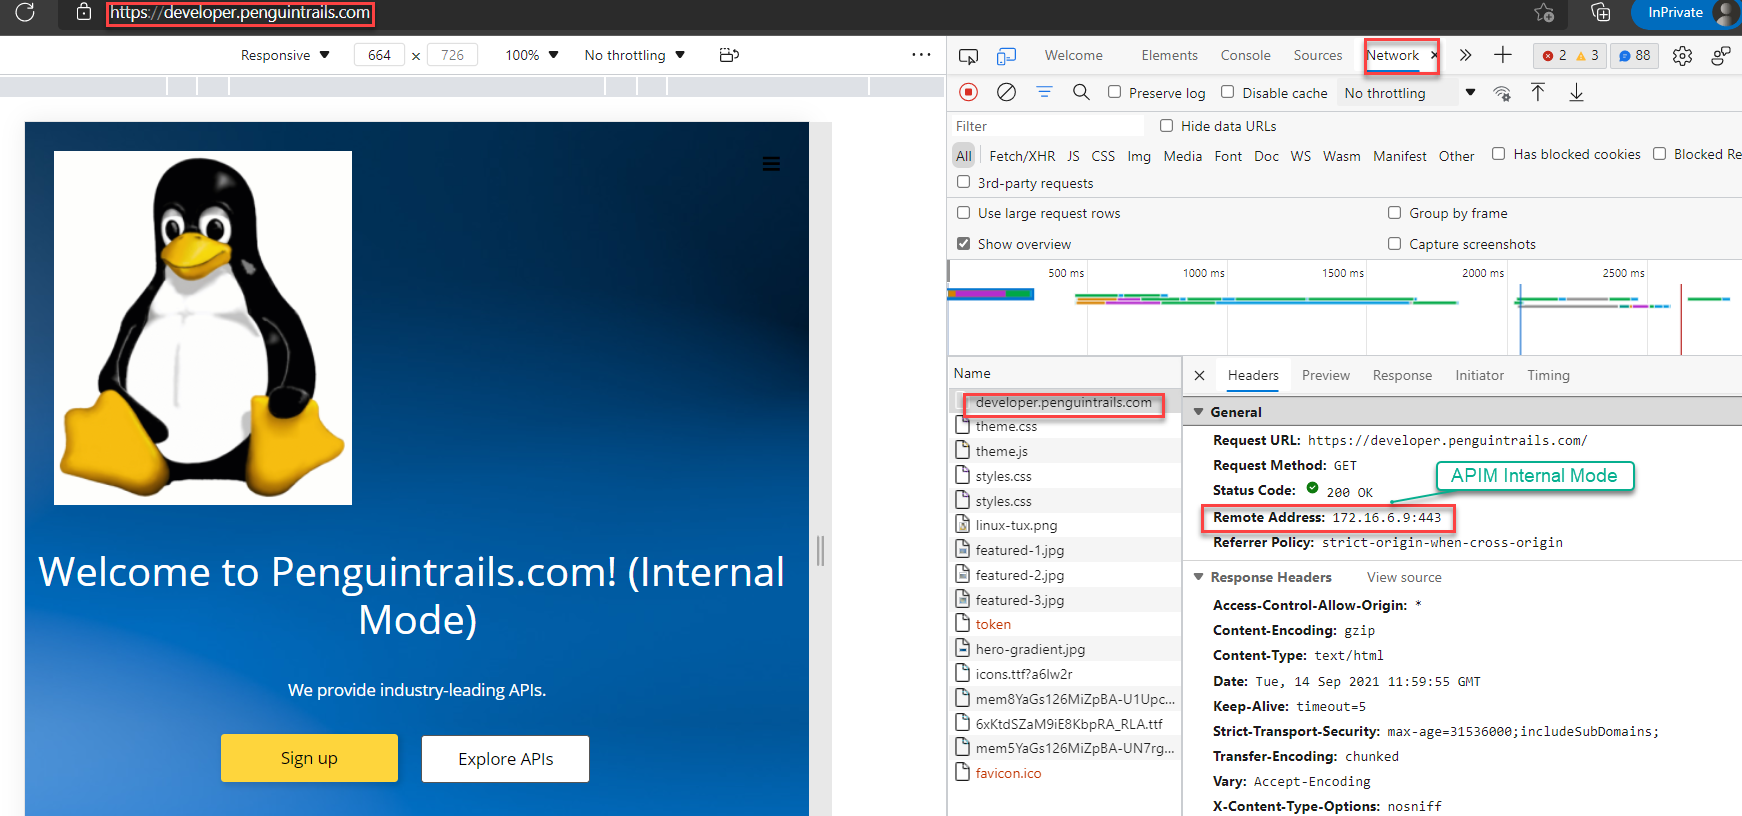 https://developer.penguintrails.com
InPrivate
Responsive 664 × 726 100% No throttling
Welcome Elements Console Sources Network 2 3 88
Preserve log Disable cache No throttling
Filter Hide data URLs
All Fetch/XHR JS CSS Img Media Font Doc WS Wasm Manifest Other Has blocked cookies Blocked Re
3rd-party requests
Use large request rows Group by frame
Show overview Capture screenshots
500 ms 1000 ms 1500 ms 2000 ms 2500 ms
Name
developer.penguintrails.com
theme.css
theme.js
styles.css
styles.css
linux-tux.png
featured-1.jpg
featured-2.jpg
featured-3.jpg
token
hero-gradient.jpg
icons.ttf?a6lw2r
mem8YaGs126MiZpBA-U1Upc...
6xKtdSZaM9iE8KbpRA_RLA.ttf
mem5YaGs126MiZpBA-UN7rg...
favicon.ico
Headers Preview Response Initiator Timing
General
Request URL: https://developer.penguintrails.com/
Request Method: GET
APIM Internal Mode
Status Code: 200 OK
Remote Address: 172.16.6.9:443
Referrer Policy: strict-origin-when-cross-origin
Response Headers View source
Access-Control-Allow-Origin: *
Content-Encoding: gzip
Content-Type: text/html
Date: Tue, 14 Sep 2021 11:59:55 GMT
Keep-Alive: timeout=5
Strict-Transport-Security: max-age=31536000;includeSubDomains;
Transfer-Encoding: chunked
Vary: Accept-Encoding
X-Content-Type-Options: nosniff
Welcome to Penguintrails.com! (Internal
Mode)
We provide industry-leading APIs.
Sign up Explore APIs